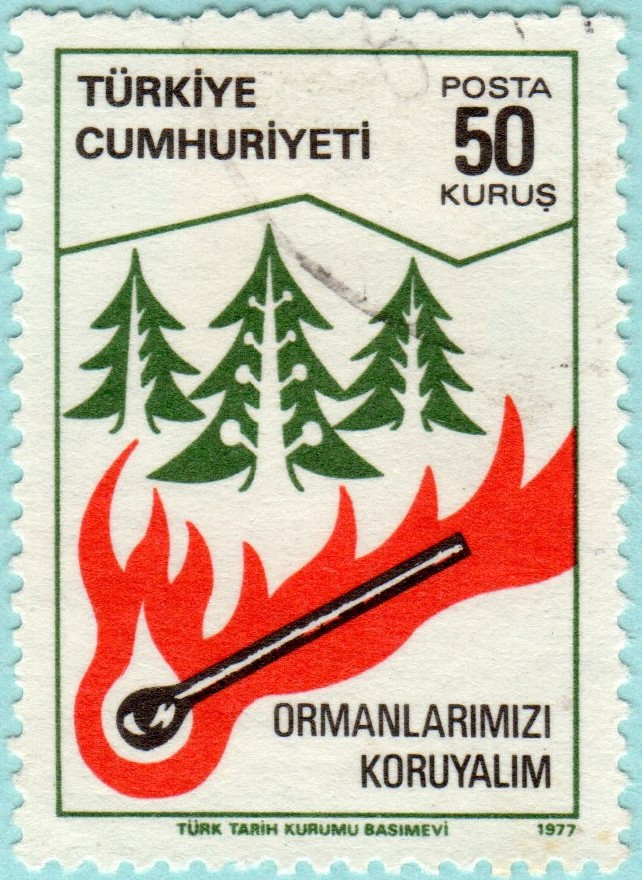 TÜRKİYE
CUMHURİYETİ
POSTA
50
KURUŞ
ORMANLARIMIZI
KORUYALIM
TÜRK TARİH KURUMU BASIMEVİ 1977